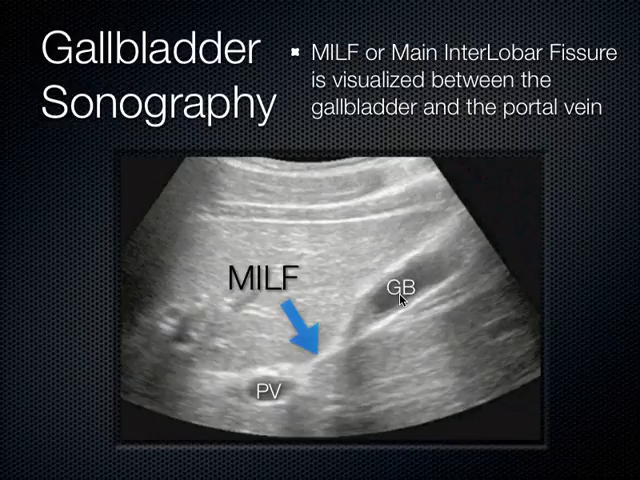 Gallbladder
Sonography
MILF or Main InterLobar Fissure
is visualized between the
gallbladder and the portal vein
MILF
GB
PV